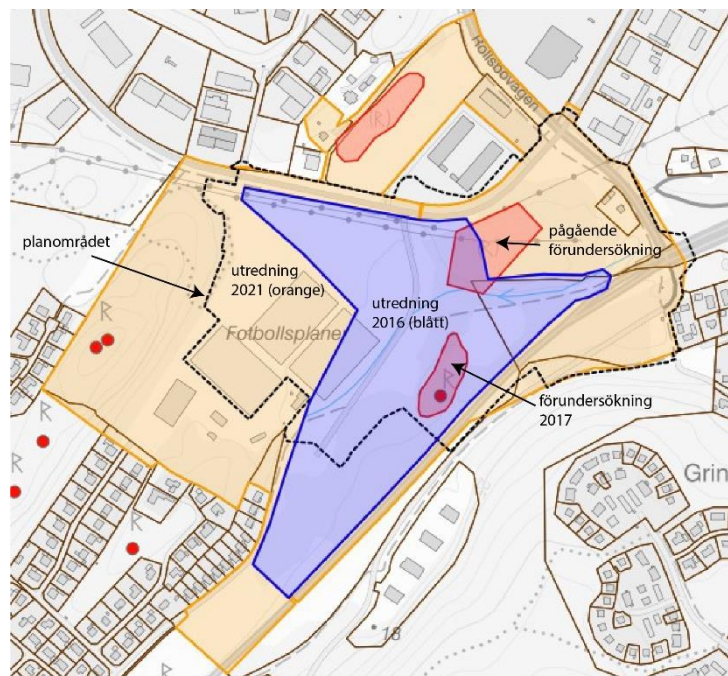 Hollsbovägen
(R)
planområdet
utredning
2021 (orange)
pågående
förundersökning
utredning
2016 (blått)
Fotbollsplaner
R
R
förundersökning
2017
R
R
Grin
R
18
R